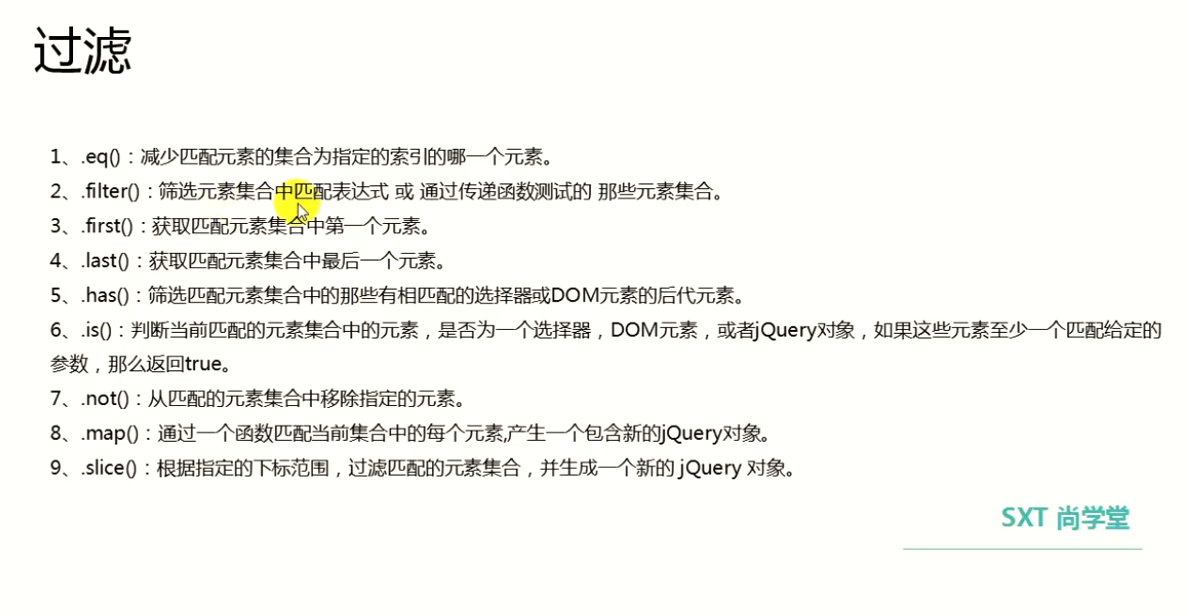 过滤
1、.eq()：减少匹配元素的集合为指定的索引的哪一个元素。
2、.filter()：筛选元素集合中匹配表达式 或 通过传递函数测试的 那些元素集合。
3、.first()：获取匹配元素集合中第一个元素。
4、.last()：获取匹配元素集合中最后一个元素。
5、.has()：筛选匹配元素集合中的那些有相匹配的选择器或DOM元素的后代元素。
6、.is()：判断当前匹配的元素集合中的元素，是否为一个选择器，DOM元素，或者jQuery对象，如果这些元素至少一个匹配给定的
参数，那么返回true。
7、.not()：从匹配的元素集合中移除指定的元素。
8、.map()：通过一个函数匹配当前集合中的每个元素,产生一个包含新的jQuery对象。
9、.slice()：根据指定的下标范围，过滤匹配的元素集合，并生成一个新的 jQuery 对象。
SXT 尚学堂